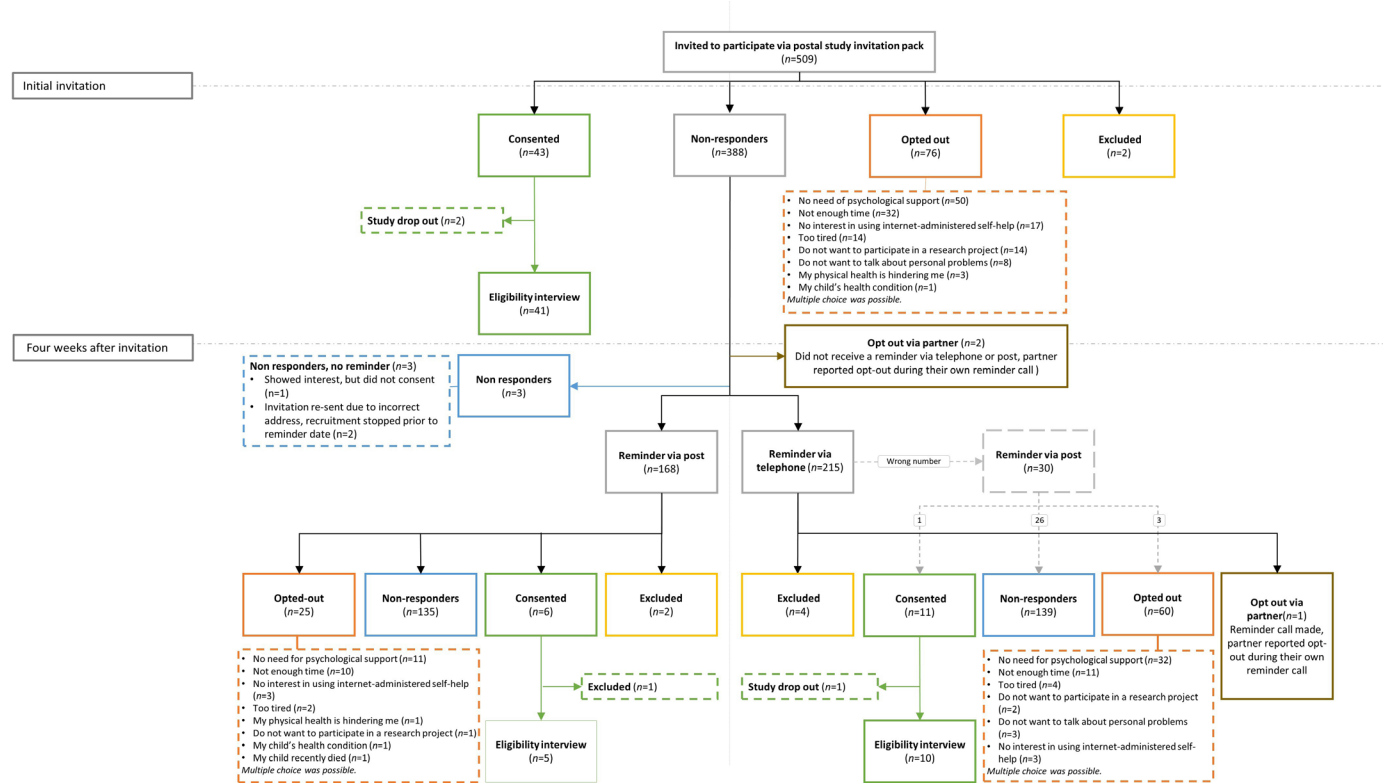 Invited to participate via postal study invitation pack
(n=509)
Initial invitation
Consented
(n=43)
Non-responders
(n=388)
Opted out
(n=76)
Excluded
(n=2)
Study drop out (n=2)
• No need of psychological support (n=50)
• Not enough time (n=32)
• No interest in using internet-administered self-help (n=17)
• Too tired (n=14)
• Do not want to participate in a research project (n=14)
• Do not want to talk about personal problems (n=8)
• My physical health is hindering me (n=3)
• My child's health condition (n=1)
Multiple choice was possible.
Eligibility interview
(n=41)
Four weeks after invitation
Opt out via partner (n=2)
Did not receive a reminder via telephone or post, partner
reported opt-out during their own reminder call )
Non responders, no reminder (n=3)
• Showed interest, but did not consent
(n=1)
• Invitation re-sent due to incorrect
address, recruitment stopped prior to
reminder date (n=2)
Non responders
(n=3)
Reminder via post
(n=168)
Reminder via
telephone (n=215)
Wrong number
Reminder via post
(n=30)
1
26
3
Opted-out
(n=25)
Non-responders
(n=135)
Consented
(n=6)
Excluded
(n=2)
Excluded
(n=4)
Consented
(n=11)
Non-responders
(n=139)
Opted out
(n=60)
Opt out via
partner(n=1)
Reminder call made,
partner reported opt-
out during their own
reminder call
• No need for psychological support (n=11)
• Not enough time (n=10)
• No interest in using internet-administered self-help
(n=3)
• Too tired (n=2)
• My physical health is hindering me (n=1)
• Do not want to participate in a research project (n=1)
• My child's health condition (n=1)
• My child recently died (n=1)
Multiple choice was possible.
Excluded (n=1)
Eligibility interview
(n=5)
Study drop out (n=1)
Eligibility interview
(n=10)
• No need for psychological support (n=32)
• Not enough time (n=11)
• Too tired (n=4)
• Do not want to participate in a research project
(n=2)
• Do not want to talk about personal problems
(n=3)
• No interest in using internet-administered self-
help (n=3)
Multiple choice was possible.